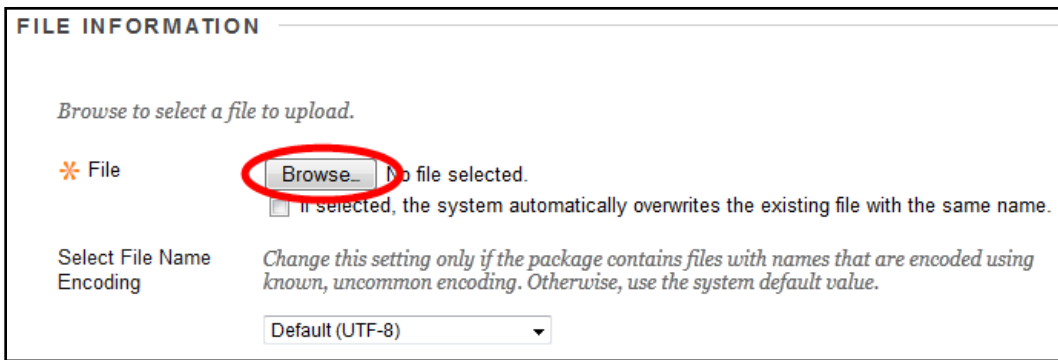 FILE INFORMATION
Browse to select a file to upload.
File
Browse... No file selected.
If selected, the system automatically overwrites the existing file with the same name.
Select File Name
Encoding
Change this setting only if the package contains files with names that are encoded using
known, uncommon encoding. Otherwise, use the system default value.
Default (UTF-8)